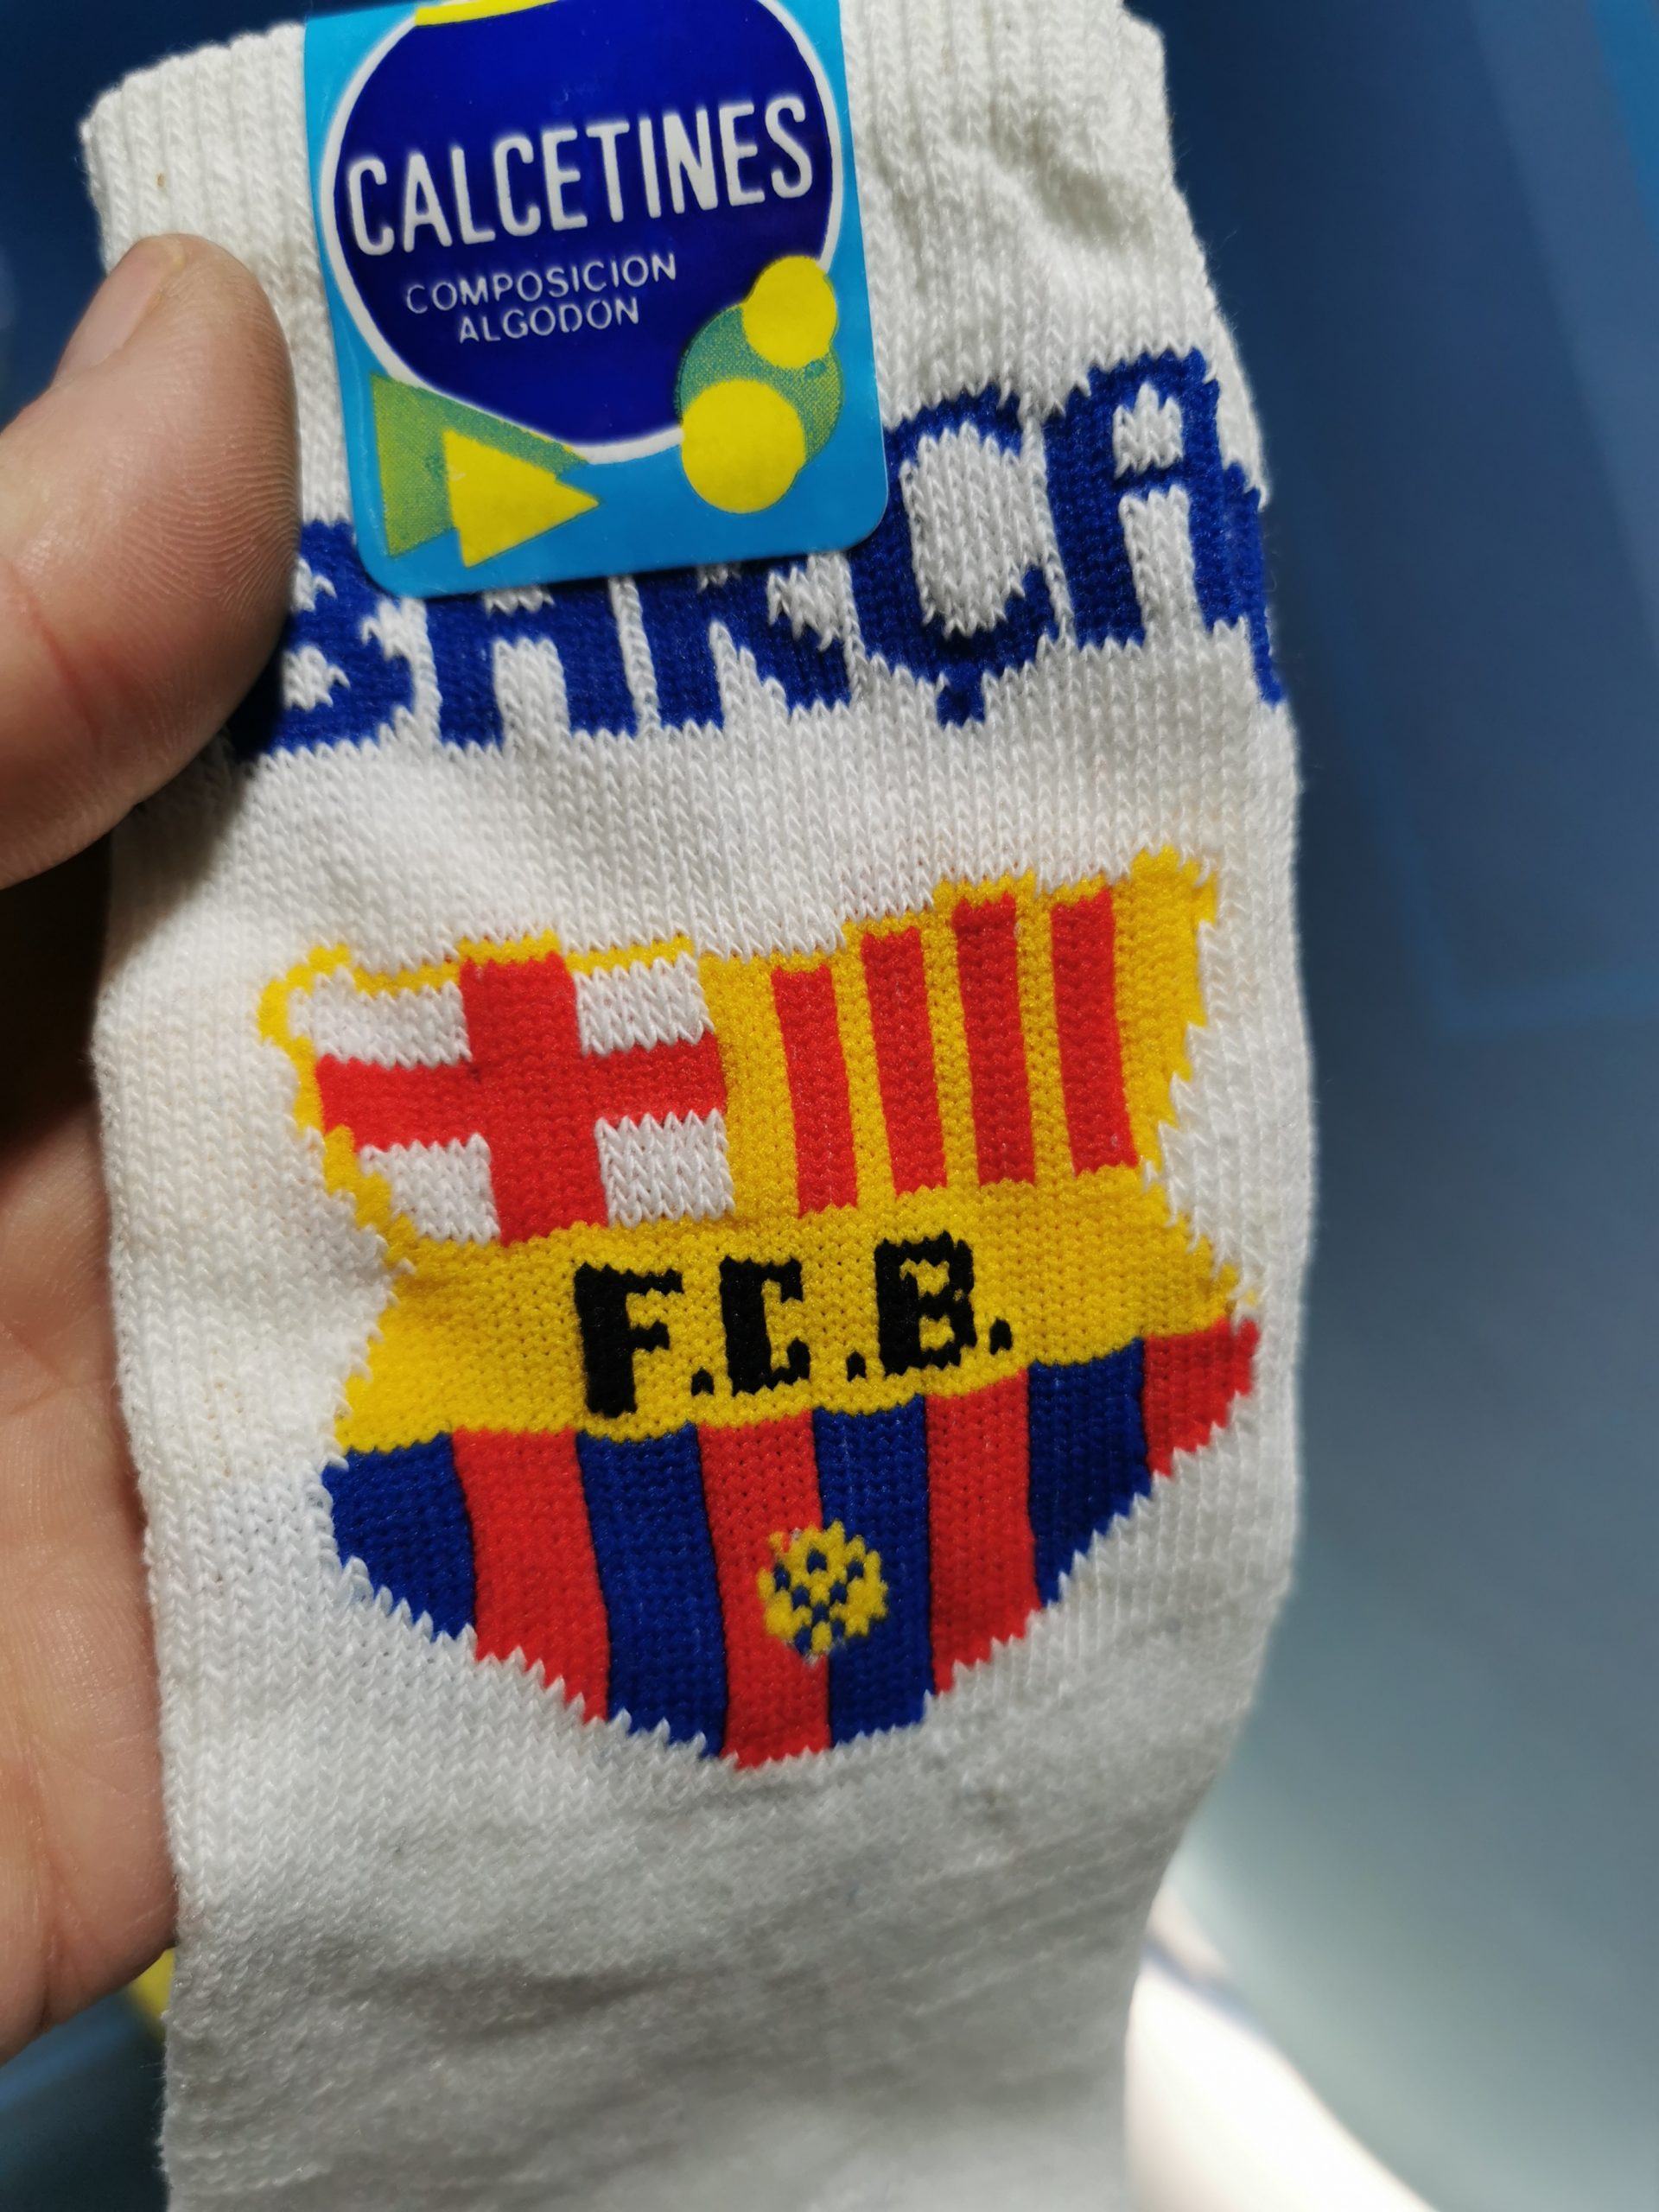 CALCETINES
COMPOSICION
ALGODON
BARÇA
F.C.B.